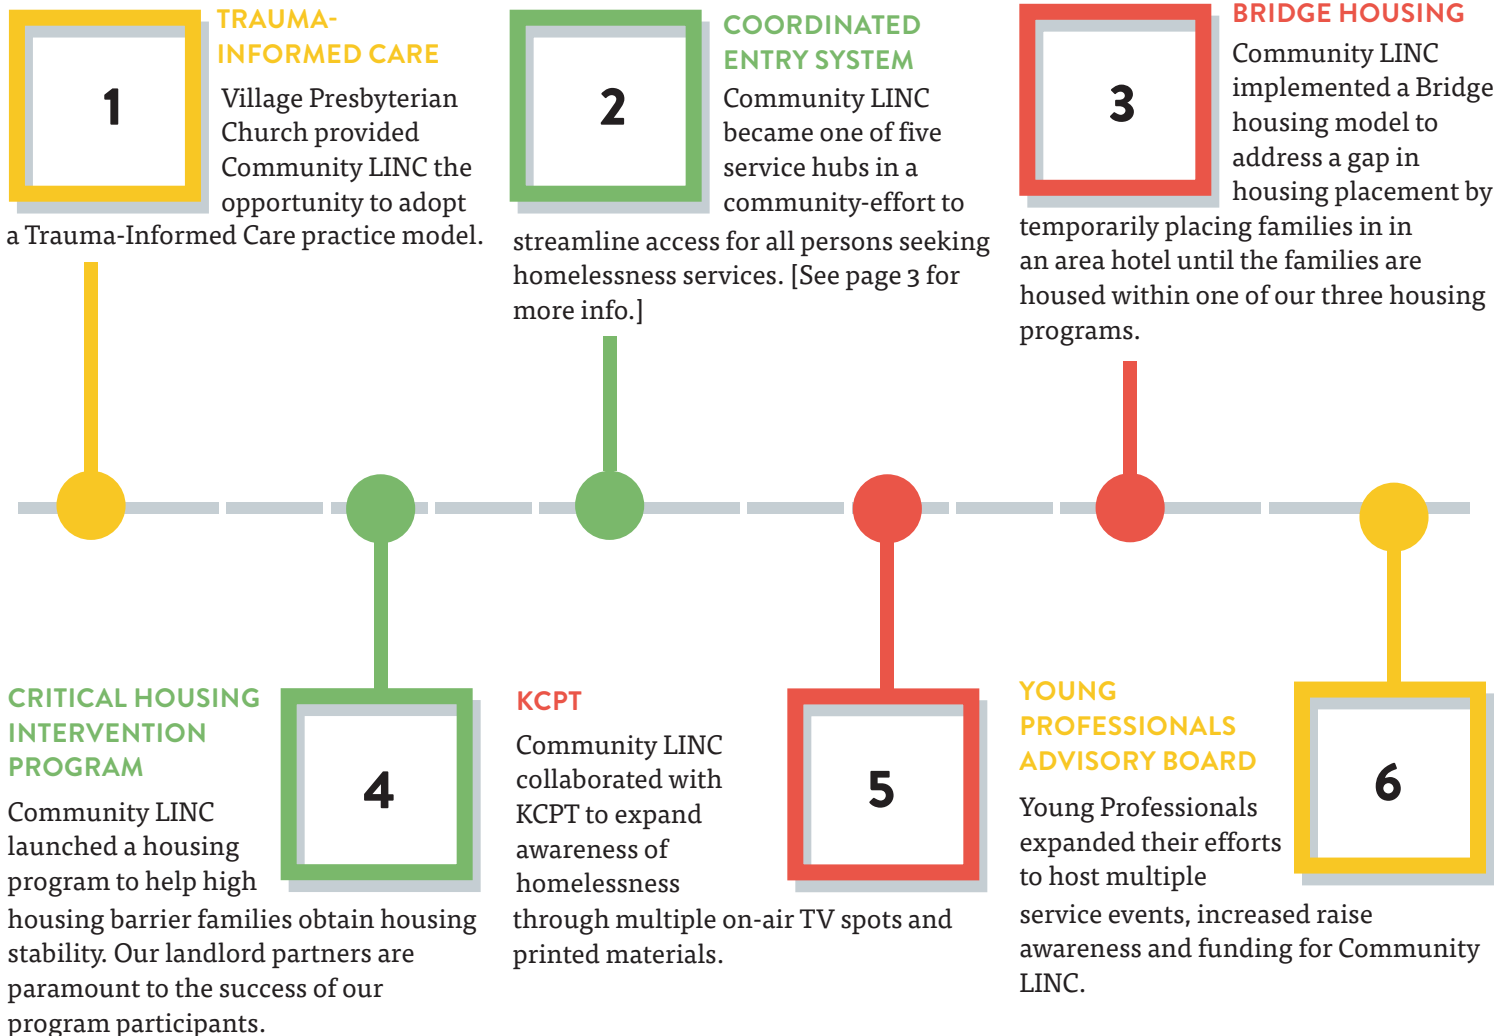 1
TRAUMA-
INFORMED CARE
Village Presbyterian
Church provided
Community LINC the
opportunity to adopt
a Trauma-Informed Care practice model.
2
COORDINATED
ENTRY SYSTEM
Community LINC
became one of five
service hubs in a
community-effort to
streamline access for all persons seeking
homelessness services. [See page 3 for
more info.]
3
BRIDGE HOUSING
Community LINC
implemented a Bridge
housing model to
address a gap in
housing placement by
temporarily placing families in in
an area hotel until the families are
housed within one of our three housing
programs.
CRITICAL HOUSING
INTERVENTION
PROGRAM
4
Community LINC
launched a housing
program to help high
housing barrier families obtain housing
stability. Our landlord partners are
paramount to the success of our
program participants.
KCPT
5
Community LINC
collaborated with
KCPT to expand
awareness of
homelessness
through multiple on-air TV spots and
printed materials.
YOUNG
PROFESSIONALS
ADVISORY BOARD
6
Young Professionals
expanded their efforts
to host multiple
service events, increased raise
awareness and funding for Community
LINC.